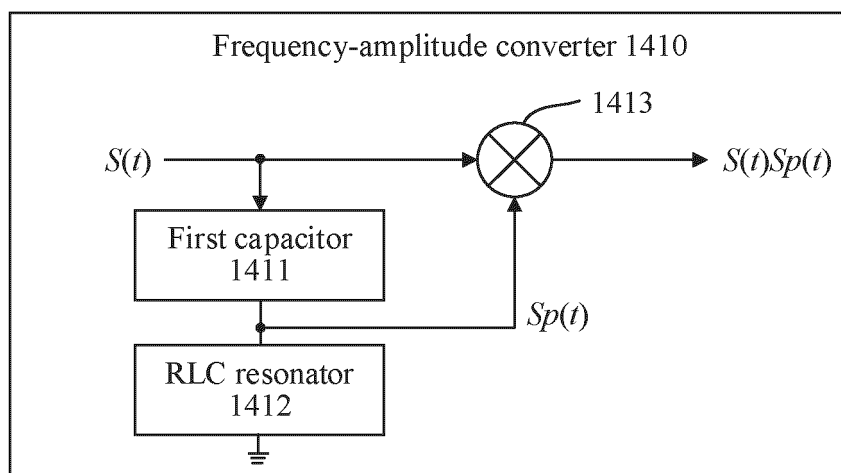 Frequency-amplitude converter 1410
1413
S(t)
S(t)Sp(t)
First capacitor
1411
Sp(t)
RLC resonator
1412